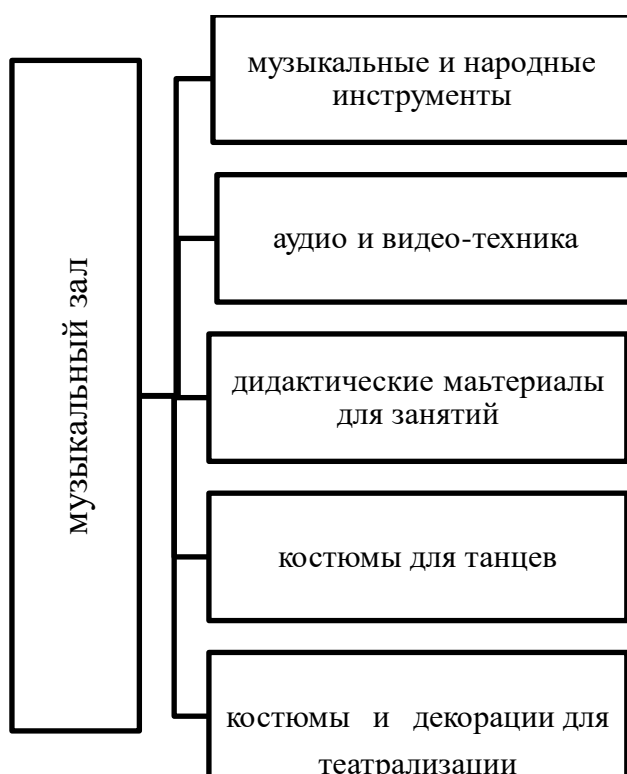 музыкальный зал
музыкальные и народные
инструменты
аудио и видео-техника
дидактические маьтериалы
для занятий
костюмы для танцев
костюмы и декорации для
театрализации